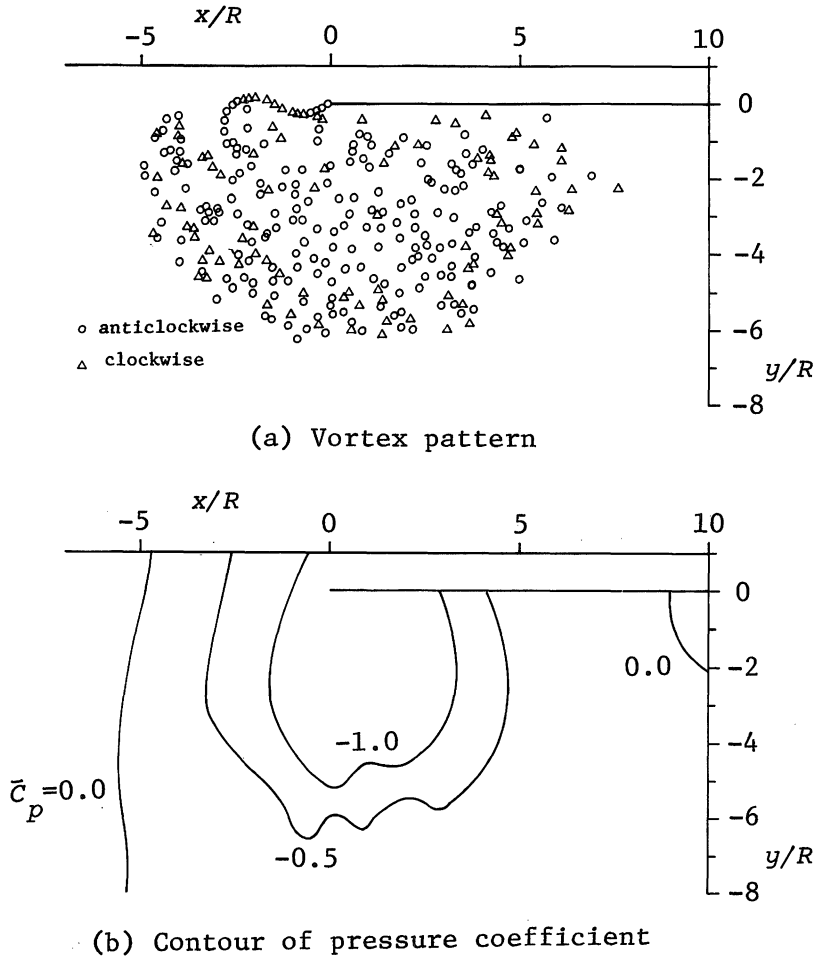 x/R
-5 0 5 10
0
-2
-4
○ anticlockwise
-6
△ clockwise
y/R
-8
(a) Vortex pattern
x/R
-5 0 5 10
0
0.0
-2
-1.0
-4
C̄p=0.0
-6
-0.5
y/R
-8
(b) Contour of pressure coefficient